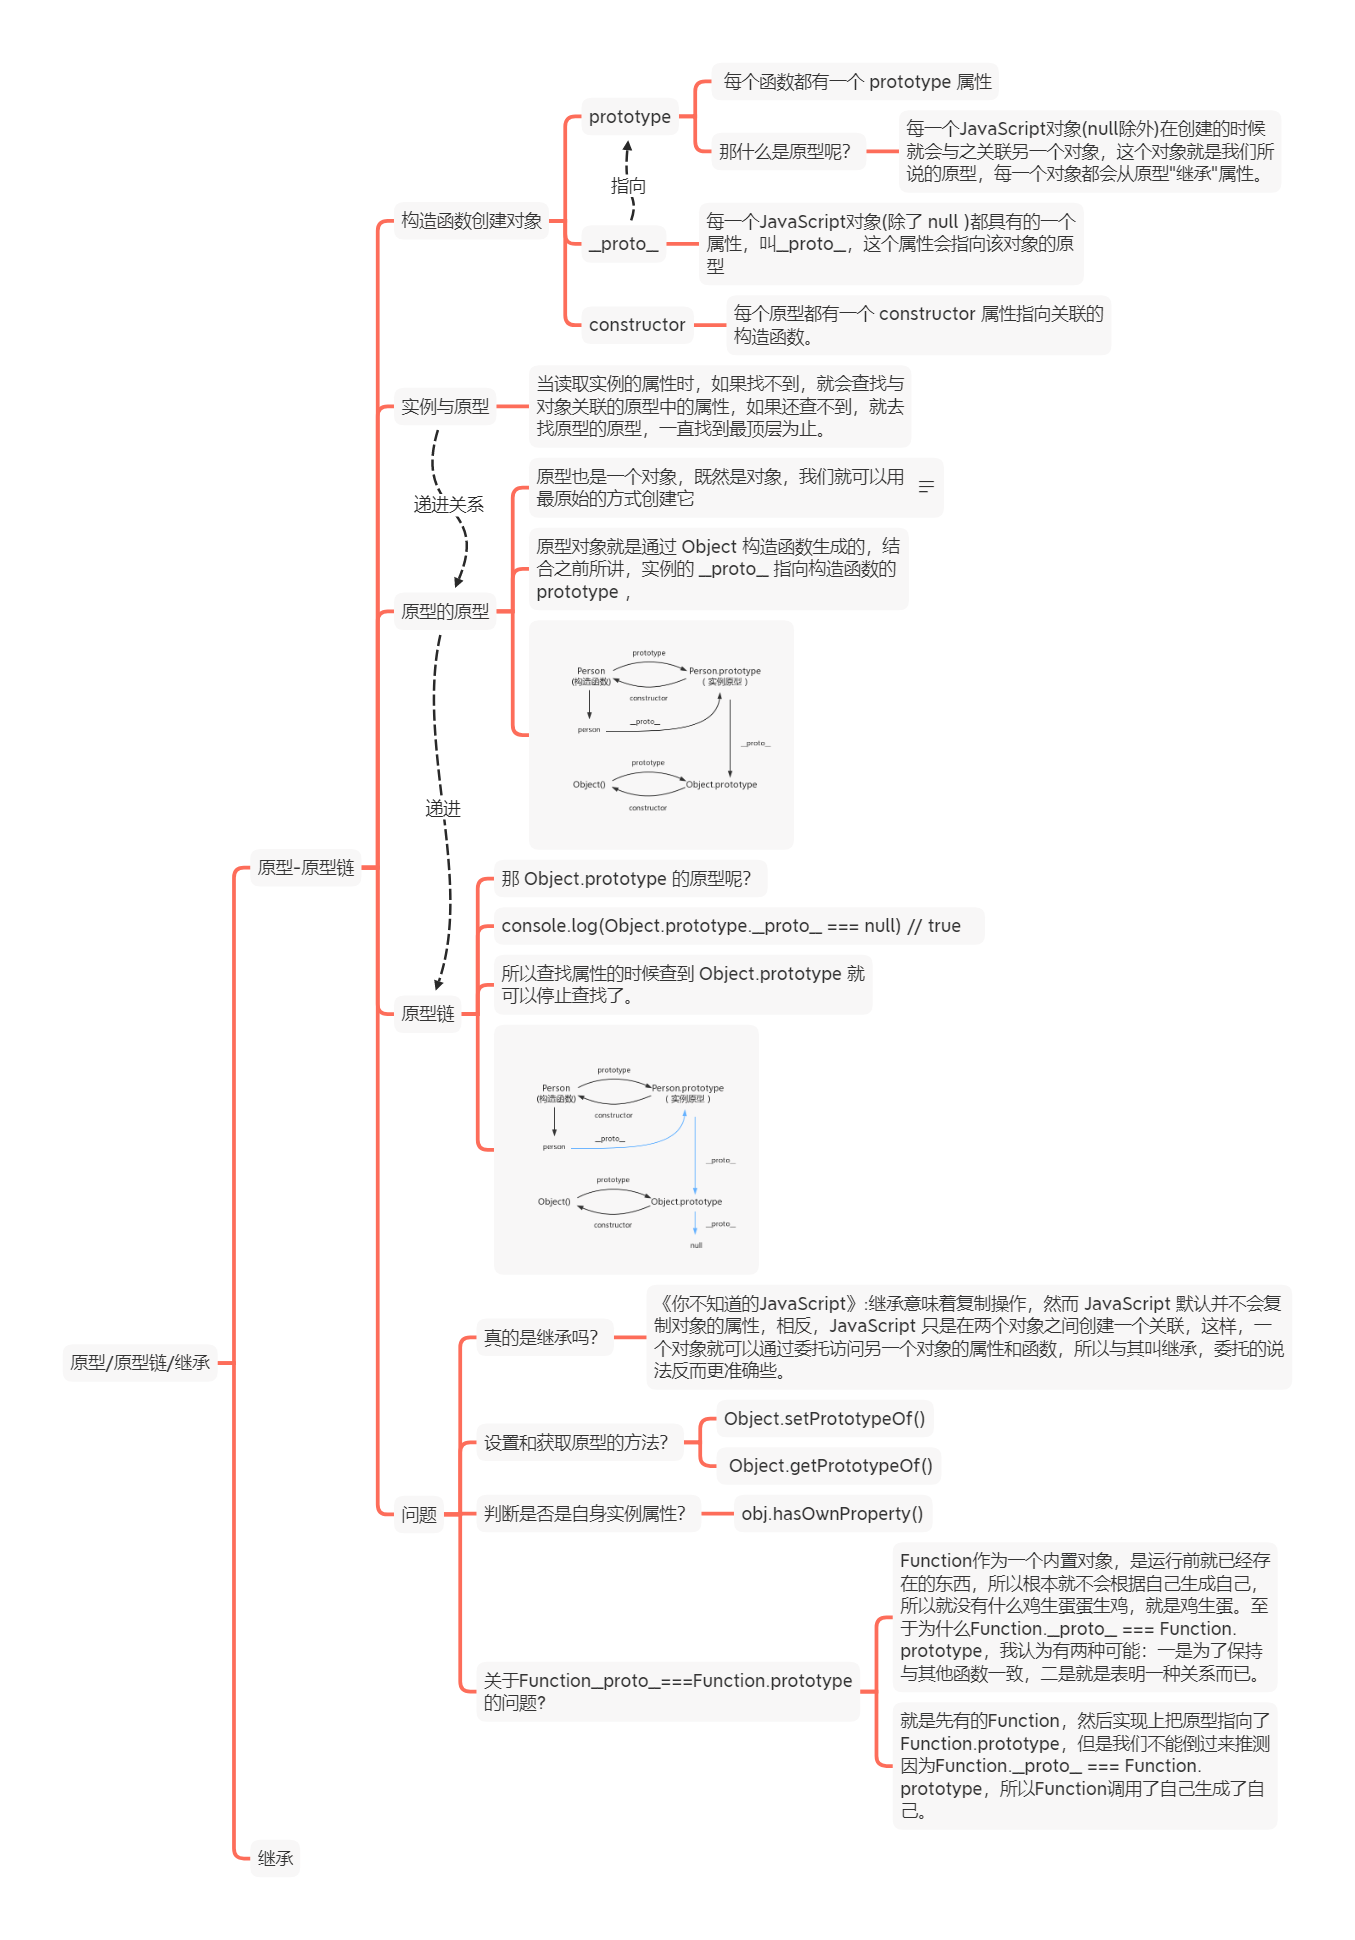 原型/原型链/继承
原型-原型链
构造函数创建对象
prototype
每个函数都有一个 prototype 属性
那什么是原型呢？
每一个JavaScript对象(null除外)在创建的时候
就会与之关联另一个对象，这个对象就是我们所
说的原型，每一个对象都会从原型"继承"属性。
指向
__proto__
每一个JavaScript对象(除了 null )都具有的一个
属性，叫__proto__，这个属性会指向该对象的原
型
constructor
每个原型都有一个 constructor 属性指向关联的
构造函数。
实例与原型
当读取实例的属性时，如果找不到，就会查找与
对象关联的原型中的属性，如果还查不到，就去
找原型的原型，一直找到最顶层为止。
递进关系
原型的原型
原型也是一个对象，既然是对象，我们就可以用
最原始的方式创建它
原型对象就是通过 Object 构造函数生成的，结
合之前所讲，实例的 __proto__ 指向构造函数的
prototype ，
prototype
Person
(构造函数)
Person.prototype
( 实例原型 )
constructor
person
__proto__
__proto__
prototype
Object()
Object.prototype
constructor
递进
原型链
那 Object.prototype 的原型呢？
console.log(Object.prototype.__proto__ === null) // true
所以查找属性的时候查到 Object.prototype 就
可以停止查找了。
prototype
Person
(构造函数)
Person.prototype
( 实例原型 )
constructor
person
__proto__
__proto__
prototype
Object()
Object.prototype
constructor
__proto__
null
问题
真的是继承吗？
《你不知道的JavaScript》:继承意味着复制操作，然而 JavaScript 默认并不会复
制对象的属性，相反，JavaScript 只是在两个对象之间创建一个关联，这样，一
个对象就可以通过委托访问另一个对象的属性和函数，所以与其叫继承，委托的说
法反而更准确些。
设置和获取原型的方法？
Object.setPrototypeOf()
Object.getPrototypeOf()
判断是否是自身实例属性？
obj.hasOwnProperty()
关于Function__proto__===Function.prototype
的问题?
Function作为一个内置对象，是运行前就已经存
在的东西，所以根本就不会根据自己生成自己，
所以就没有什么鸡生蛋蛋生鸡，就是鸡生蛋。至
于为什么Function.__proto__ === Function.
prototype，我认为有两种可能：一是为了保持
与其他函数一致，二是就是表明一种关系而已。
就是先有的Function，然后实现上把原型指向了
Function.prototype，但是我们不能倒过来推测
因为Function.__proto__ === Function.
prototype，所以Function调用了自己生成了自
己。
继承